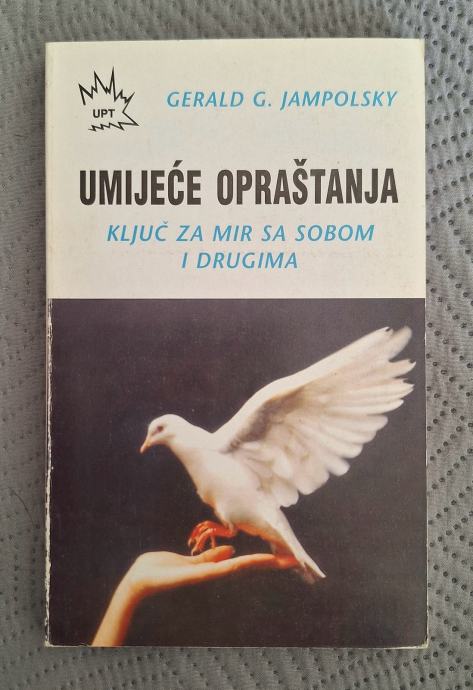 UPT
GERALD G. JAMPOLSKY
UMIJEĆE OPRAŠTANJA
KLJUČ ZA MIR SA SOBOM
I DRUGIMA